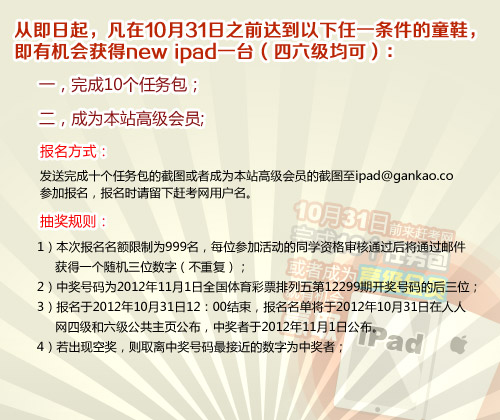 从即日起，凡在10月31日之前达到以下任一条件的童鞋，
即有机会获得new ipad一台（四六级均可）：
一，完成10个任务包；
二，成为本站高级会员;
报名方式：
发送完成十个任务包的截图或者成为本站高级会员的截图至ipad@gankao.co
参加报名，报名时请留下赶考网用户名。
抽奖规则：
1）本次报名名额限制为999名，每位参加活动的同学资格审核通过后将通过邮件
获得一个随机三位数字（不重复）；
2）中奖号码为2012年11月1日全国体育彩票排列五第12299期开奖号码的后三位；
3）报名于2012年10月31日12：00结束，报名名单将于2012年10月31日在人人
网四级和六级公共主页公布，中奖者于2012年11月1日公布。
4）若出现空奖，则取离中奖号码最接近的数字为中奖者；
10月31日前来赶考网
完成10个任务包
或者成为高级会员
iPad